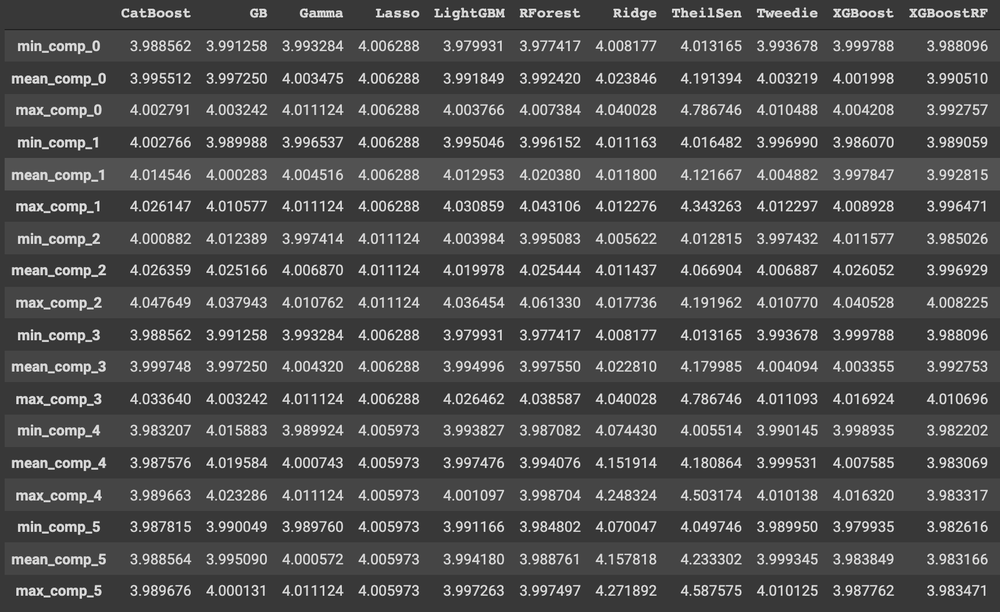 CatBoost GB Gamma Lasso LightGBM RForest Ridge TheilSen Tweedie XGBoost XGBoostRF
min_comp_0 3.988562 3.991258 3.993284 4.006288 3.979931 3.977417 4.008177 4.013165 3.993678 3.999788 3.988096
mean_comp_0 3.995512 3.997250 4.003475 4.006288 3.991849 3.992420 4.023846 4.191394 4.003219 4.001998 3.990510
max_comp_0 4.002791 4.003242 4.011124 4.006288 4.003766 4.007384 4.040028 4.786746 4.010488 4.004208 3.992757
min_comp_1 4.002766 3.989988 3.996537 4.006288 3.995046 3.996152 4.011163 4.016482 3.996990 3.986070 3.989059
mean_comp_1 4.014546 4.000283 4.004516 4.006288 4.012953 4.020380 4.011800 4.121667 4.004882 3.997847 3.992815
max_comp_1 4.026147 4.010577 4.011124 4.006288 4.030859 4.043106 4.012276 4.343263 4.012297 4.008928 3.996471
min_comp_2 4.000882 4.012389 3.997414 4.011124 4.003984 3.995083 4.005622 4.012815 3.997432 4.011577 3.985026
mean_comp_2 4.026359 4.025166 4.006870 4.011124 4.019978 4.025444 4.011437 4.066904 4.006887 4.026052 3.996929
max_comp_2 4.047649 4.037943 4.010762 4.011124 4.036454 4.061330 4.017736 4.191962 4.010770 4.040528 4.008225
min_comp_3 3.988562 3.991258 3.993284 4.006288 3.979931 3.977417 4.008177 4.013165 3.993678 3.999788 3.988096
mean_comp_3 3.999748 3.997250 4.004320 4.006288 3.994996 3.997550 4.022810 4.179985 4.004094 4.003355 3.992753
max_comp_3 4.033640 4.003242 4.011124 4.006288 4.026462 4.038587 4.040028 4.786746 4.011093 4.016924 4.010696
min_comp_4 3.983207 4.015883 3.989924 4.005973 3.993827 3.987082 4.074430 4.005514 3.990145 3.998935 3.982202
mean_comp_4 3.987576 4.019584 4.000743 4.005973 3.997476 3.994076 4.151914 4.180864 3.999531 4.007585 3.983069
max_comp_4 3.989663 4.023286 4.011124 4.005973 4.001097 3.998704 4.248324 4.503174 4.010138 4.016320 3.983317
min_comp_5 3.987815 3.990049 3.989760 4.005973 3.991166 3.984802 4.070047 4.049746 3.989950 3.979935 3.982616
mean_comp_5 3.988564 3.995090 4.000572 4.005973 3.994180 3.988761 4.157818 4.233302 3.999345 3.983849 3.983166
max_comp_5 3.989676 4.000131 4.011124 4.005973 3.997263 3.997497 4.271892 4.587575 4.010125 3.987762 3.983471